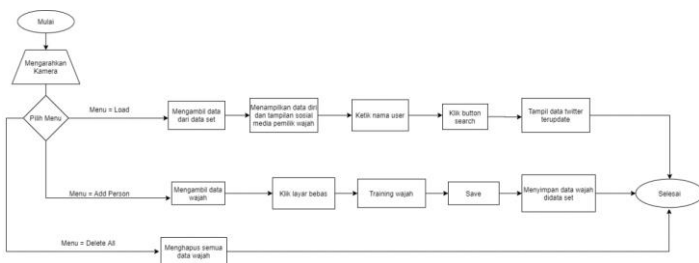 Mulai
Mengarahkan
Kamera
Pilih Menu
Menu = Load
Mengambil data
dari data set
Menampilkan data diri
dan tampilan sosial
media pemilik wajah
Ketik nama user
Klik button
search
Tampil data twitter
terupdate
Menu = Add Person
Mengambil data
wajah
Klik layar bebas
Training wajah
Save
Menyimpan data wajah
didata set
Selesai
Menu = Delete All
Menghapus semua
data wajah